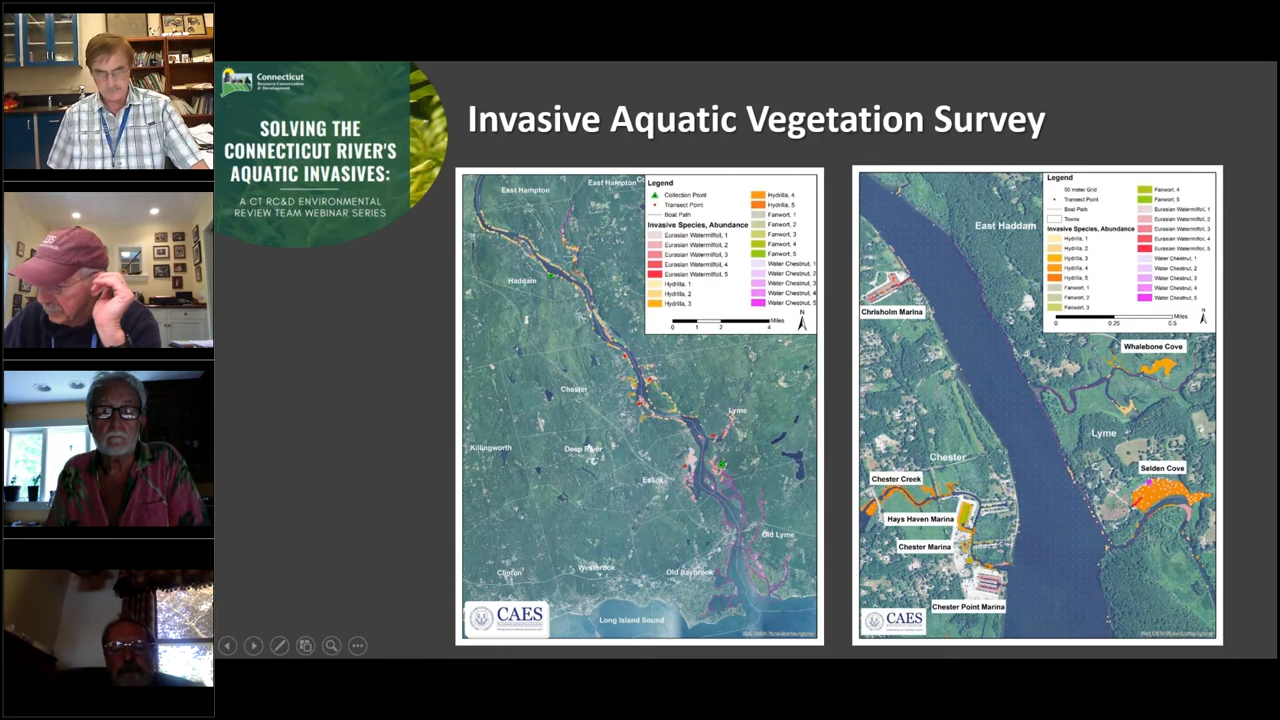 Connecticut
Resource Conservation
& Development
SOLVING THE
CONNECTICUT RIVER'S
AQUATIC INVASIVES:
A CT RC&D ENVIRONMENTAL
REVIEW TEAM WEBINAR SERIES
Invasive Aquatic Vegetation Survey
East Hampton
East Hampton
Haddam
Chester
Lyme
Killingworth
Deep River
Essex
Old Lyme
Clinton
Westbrook
Old Saybrook
Long Island Sound
CAES
Legend
Collection Point
Transect Point
Boat Path
Invasive Species, Abundance
Eurasian Watermilfoil, 1
Eurasian Watermilfoil, 2
Eurasian Watermilfoil, 3
Eurasian Watermilfoil, 4
Eurasian Watermilfoil, 5
Hydrilla, 1
Hydrilla, 2
Hydrilla, 3
Hydrilla, 4
Hydrilla, 5
Fanwort, 1
Fanwort, 2
Fanwort, 3
Fanwort, 4
Fanwort, 5
Water Chestnut, 1
Water Chestnut, 2
Water Chestnut, 3
Water Chestnut, 4
Water Chestnut, 5
Miles
0 1 2 4
N
Legend
50 meter Grid
Transect Point
Boat Path
Towns
Invasive Species, Abundance
Hydrilla, 1
Hydrilla, 2
Hydrilla, 3
Hydrilla, 4
Hydrilla, 5
Fanwort, 1
Fanwort, 2
Fanwort, 3
Fanwort, 4
Fanwort, 5
Eurasian Watermilfoil, 1
Eurasian Watermilfoil, 2
Eurasian Watermilfoil, 3
Eurasian Watermilfoil, 4
Eurasian Watermilfoil, 5
Water Chestnut, 1
Water Chestnut, 2
Water Chestnut, 3
Water Chestnut, 4
Water Chestnut, 5
Miles
0 0.25 0.5
N
East Haddam
Chrisholm Marina
Whalebone Cove
Lyme
Chester
Selden Cove
Chester Creek
Hays Haven Marina
Chester Marina
Chester Point Marina
CAES